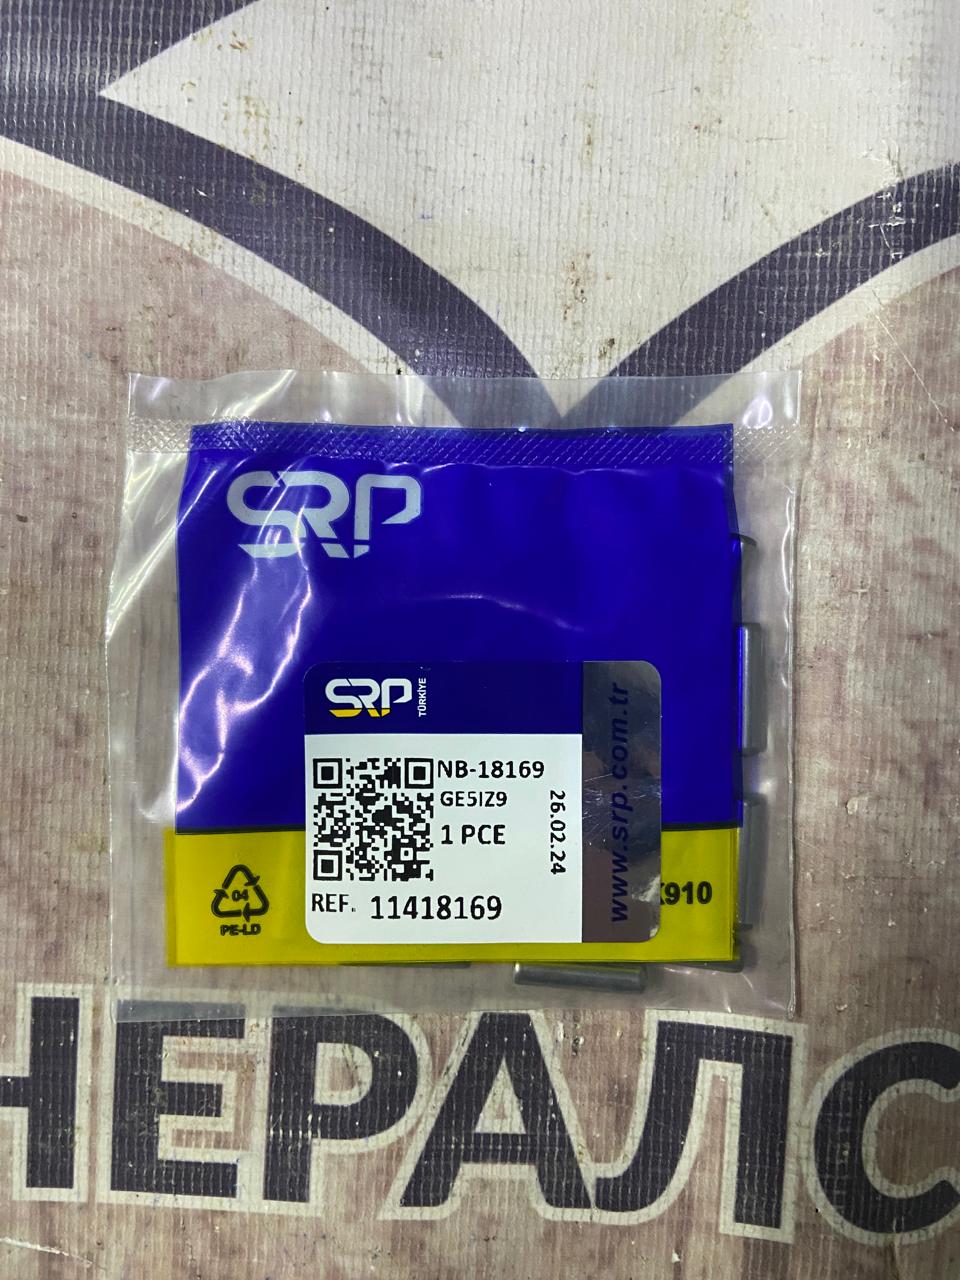 SRP
SRP TÜRKİYE
NB-18169
GE5IZ9
1 PCE
26.02.24
REF. 11418169
www.srp.com.tr
04
PE-LD
K910
НЕРАЛС